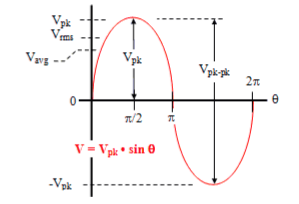 Vpk
Vrms
Vavg
Vpk
Vpk-pk
2π
0
π/2
π
θ
V = Vpk • sin θ
-Vpk